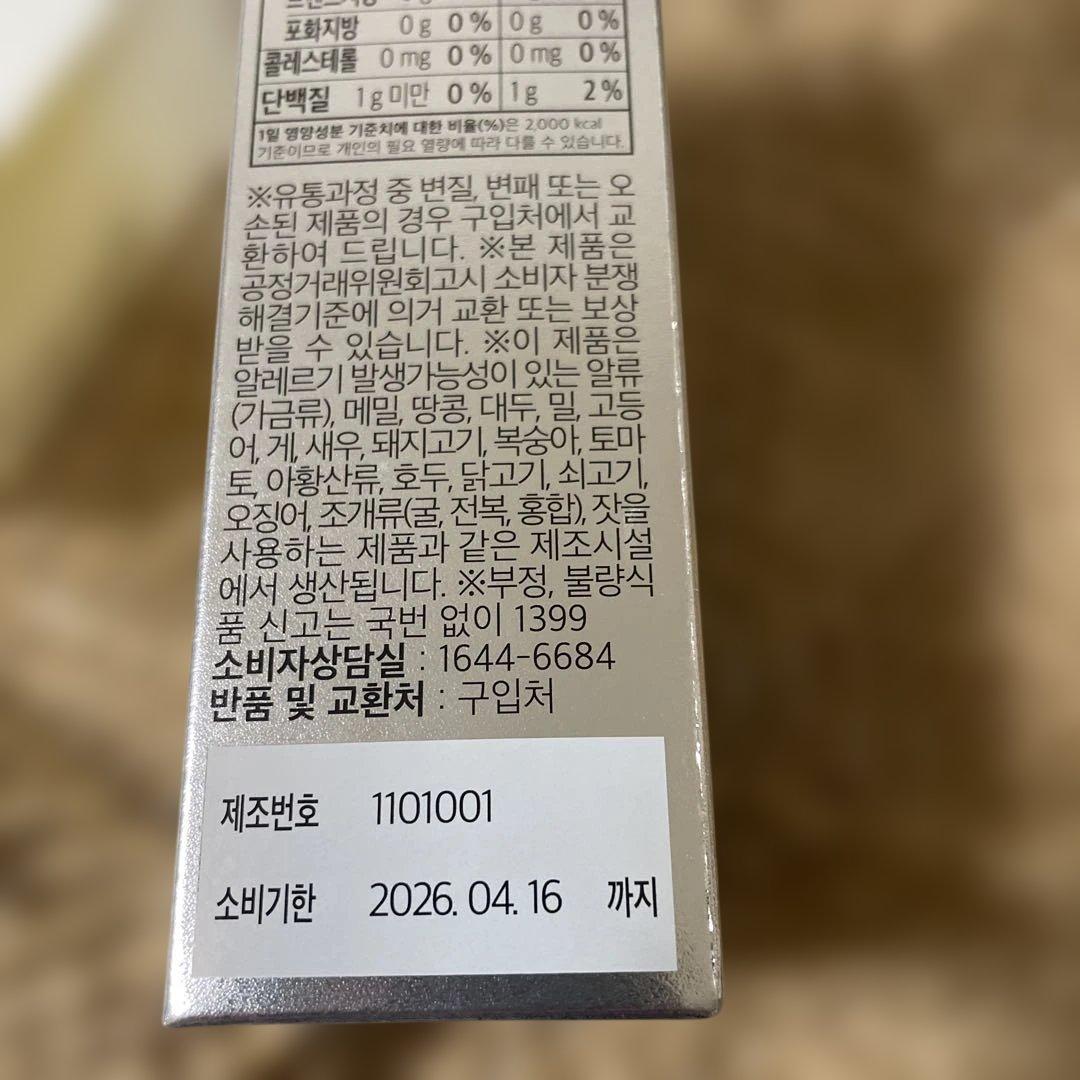 포화지방 0 g 0 % 0 g 0 %
콜레스테롤 0 mg 0 % 0 mg 0 %
단백질 1 g 미만 0 % 1 g 2 %
1일 영양성분 기준치에 대한 비율(%)은 2,000 kcal
기준이므로 개인의 필요 열량에 따라 다를 수 있습니다.
※유통과정 중 변질, 변패 또는 오
손된 제품의 경우 구입처에서 교
환하여 드립니다. ※본 제품은
공정거래위원회고시 소비자 분쟁
해결기준에 의거 교환 또는 보상
받을 수 있습니다. ※이 제품은
알레르기 발생가능성이 있는 알류
(가금류), 메밀, 땅콩, 대두, 밀, 고등
어, 게, 새우, 돼지고기, 복숭아, 토마
토, 아황산류, 호두, 닭고기, 쇠고기,
오징어, 조개류(굴, 전복, 홍합), 잣을
사용하는 제품과 같은 제조시설
에서 생산됩니다. ※부정, 불량식
품 신고는 국번 없이 1399
소비자상담실 : 1644-6684
반품 및 교환처 : 구입처
제조번호 1101001
소비기한 2026. 04. 16 까지